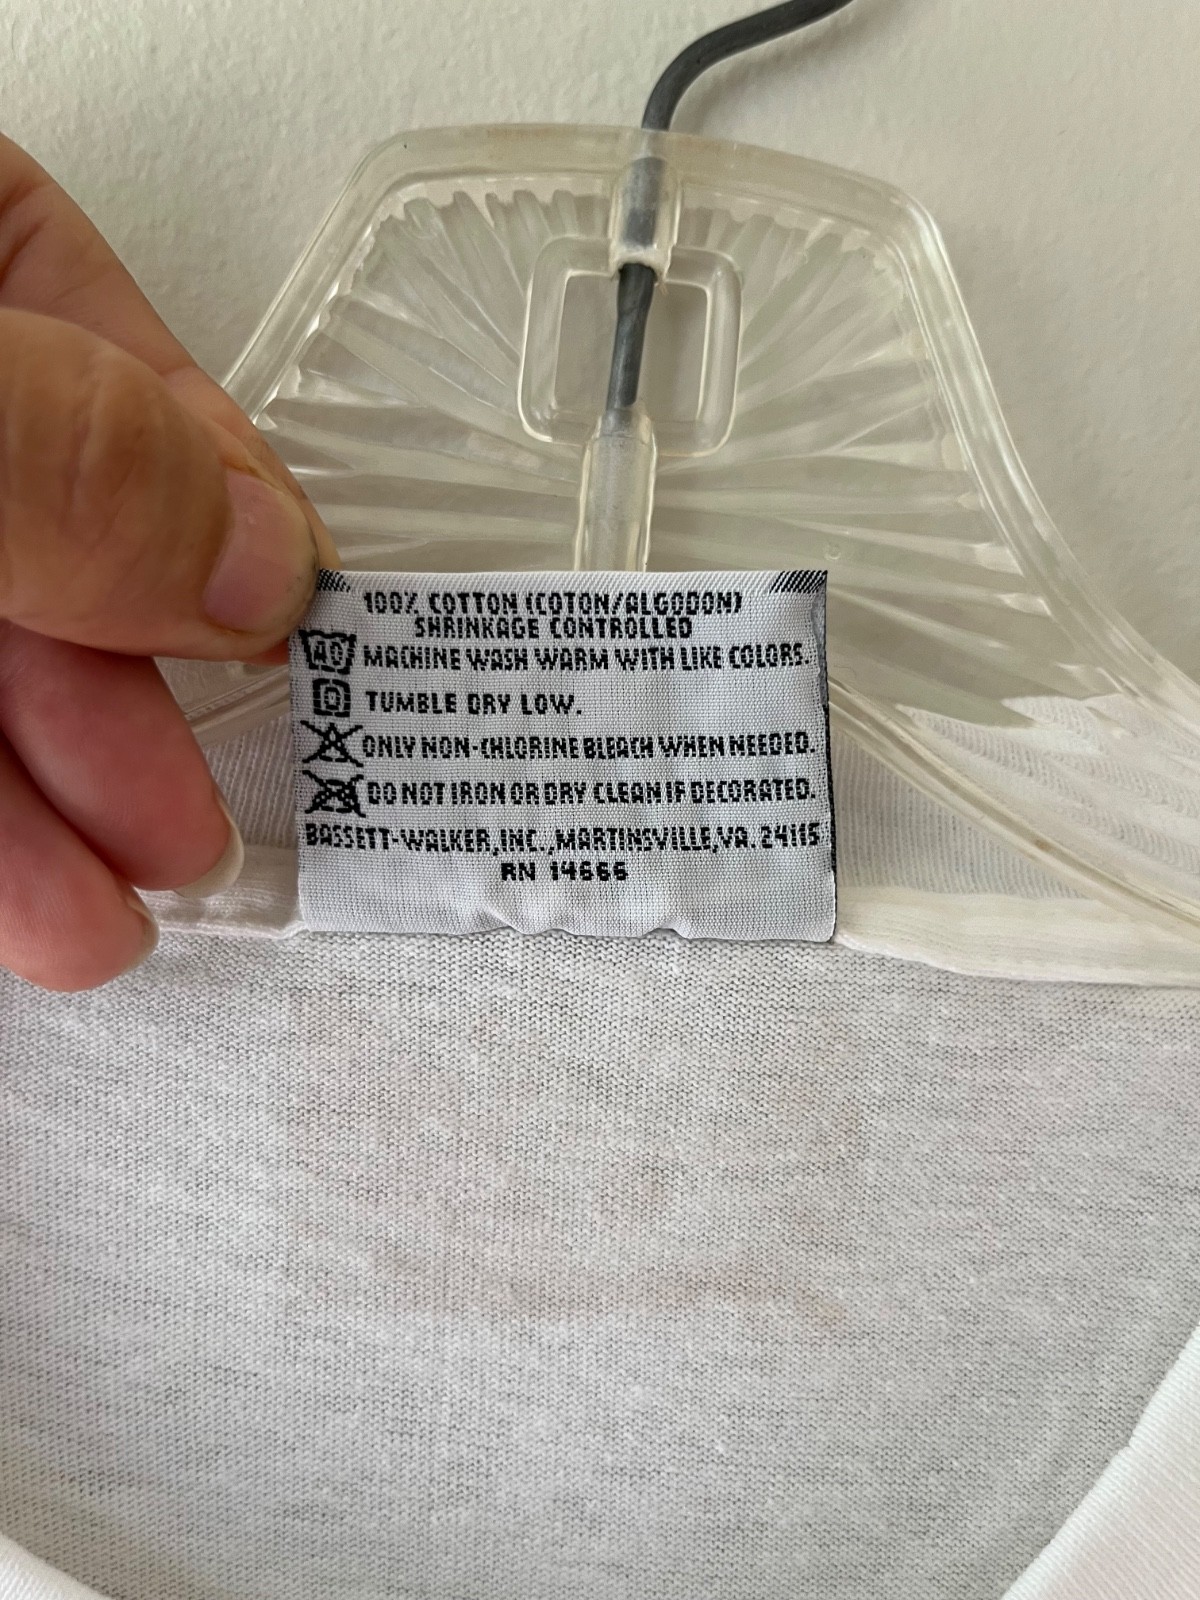 100% COTTON (COTON/ALGODON)
SHRINKAGE CONTROLLED
40 MACHINE WASH WARM WITH LIKE COLORS.
TUMBLE DRY LOW.
ONLY NON-CHLORINE BLEACH WHEN NEEDED.
DO NOT IRON OR DRY CLEAN IF DECORATED.
BASSETT-WALKER, INC., MARTINSVILLE, VA. 24115
RN 14666